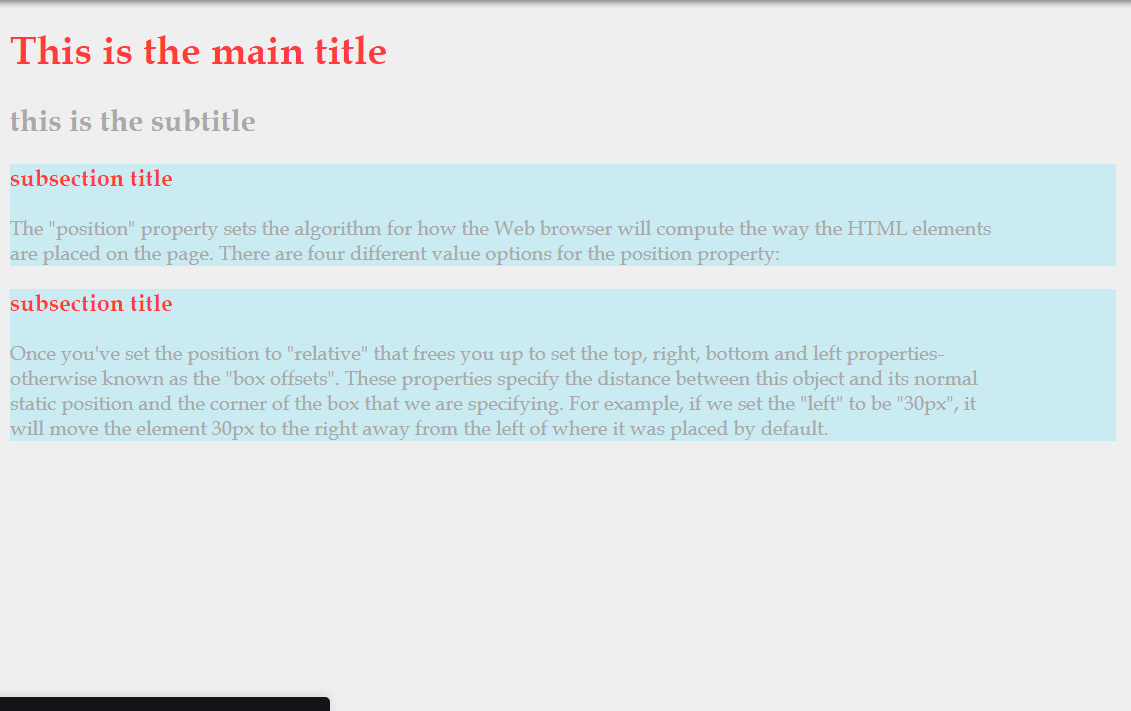 This is the main title
this is the subtitle
subsection title
The "position" property sets the algorithm for how the Web browser will compute the way the HTML elements
are placed on the page. There are four different value options for the position property:
subsection title
Once you've set the position to "relative" that frees you up to set the top, right, bottom and left properties-
otherwise known as the "box offsets". These properties specify the distance between this object and its normal
static position and the corner of the box that we are specifying. For example, if we set the "left" to be "30px", it
will move the element 30px to the right away from the left of where it was placed by default.